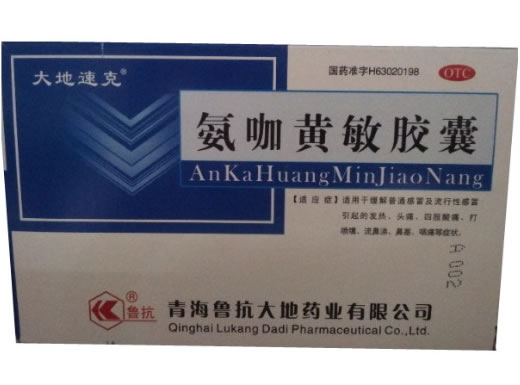 大地速克®
国药准字H63020198
OTC
氨咖黄敏胶囊
AnKaHuangMinJiaoNang
【适应症】适用于缓解普通感冒及流行性感冒
引起的发热、头痛、四肢酸痛、打
喷嚏、流鼻涕、鼻塞、咽痛等症状。
A 002
®
鲁抗
青海鲁抗大地药业有限公司
Qinghai Lukang Dadi Pharmaceutical Co.,Ltd.